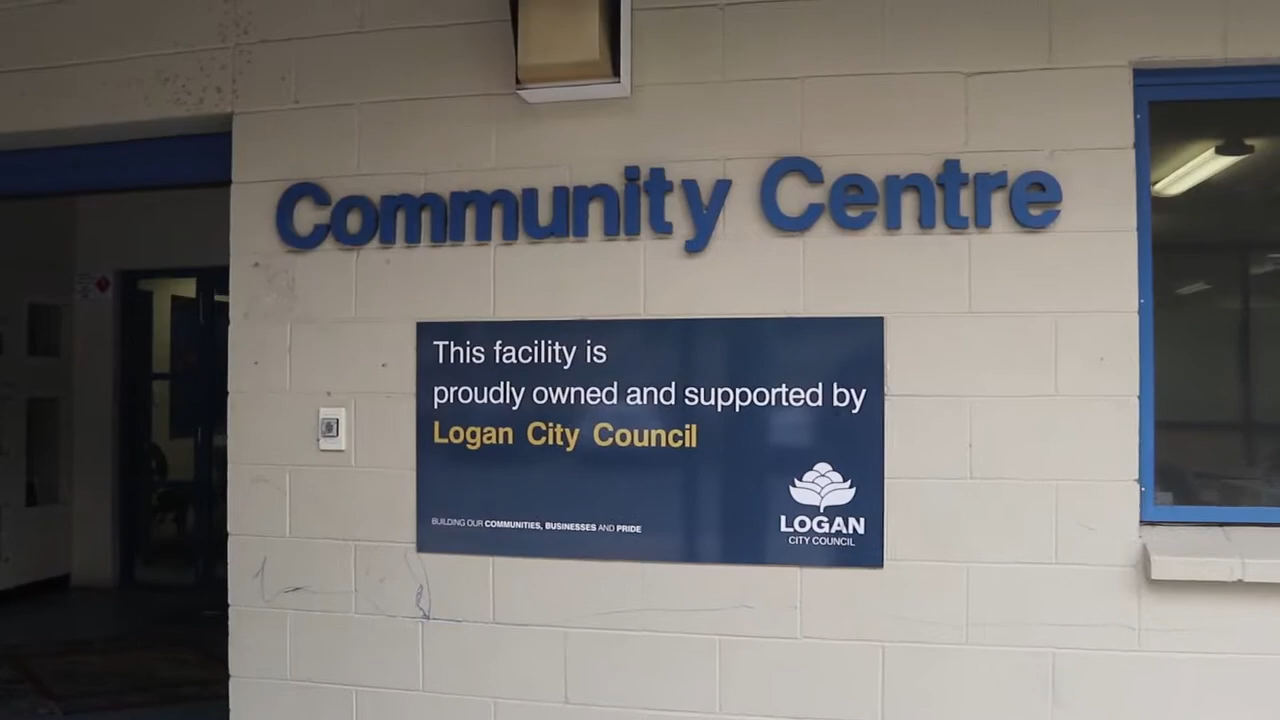 Community Centre
This facility is
proudly owned and supported by
Logan City Council
BUILDING OUR COMMUNITIES, BUSINESSES AND PRIDE
LOGAN
CITY COUNCIL